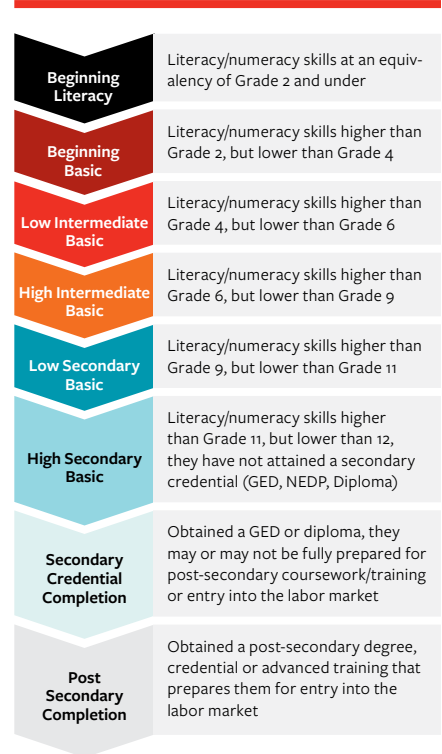 Beginning
Literacy
Literacy/numeracy skills at an equiv-
alency of Grade 2 and under
Beginning
Basic
Literacy/numeracy skills higher than
Grade 2, but lower than Grade 4
Low Intermediate
Basic
Literacy/numeracy skills higher than
Grade 4, but lower than Grade 6
High Intermediate
Basic
Literacy/numeracy skills higher than
Grade 6, but lower than Grade 9
Low Secondary
Basic
Literacy/numeracy skills higher than
Grade 9, but lower than Grade 11
High Secondary
Basic
Literacy/numeracy skills higher
than Grade 11, but lower than 12,
they have not attained a secondary
credential (GED, NEDP, Diploma)
Secondary
Credential
Completion
Obtained a GED or diploma, they
may or may not be fully prepared for
post-secondary coursework/training
or entry into the labor market
Post
Secondary
Completion
Obtained a post-secondary degree,
credential or advanced training that
prepares them for entry into the
labor market